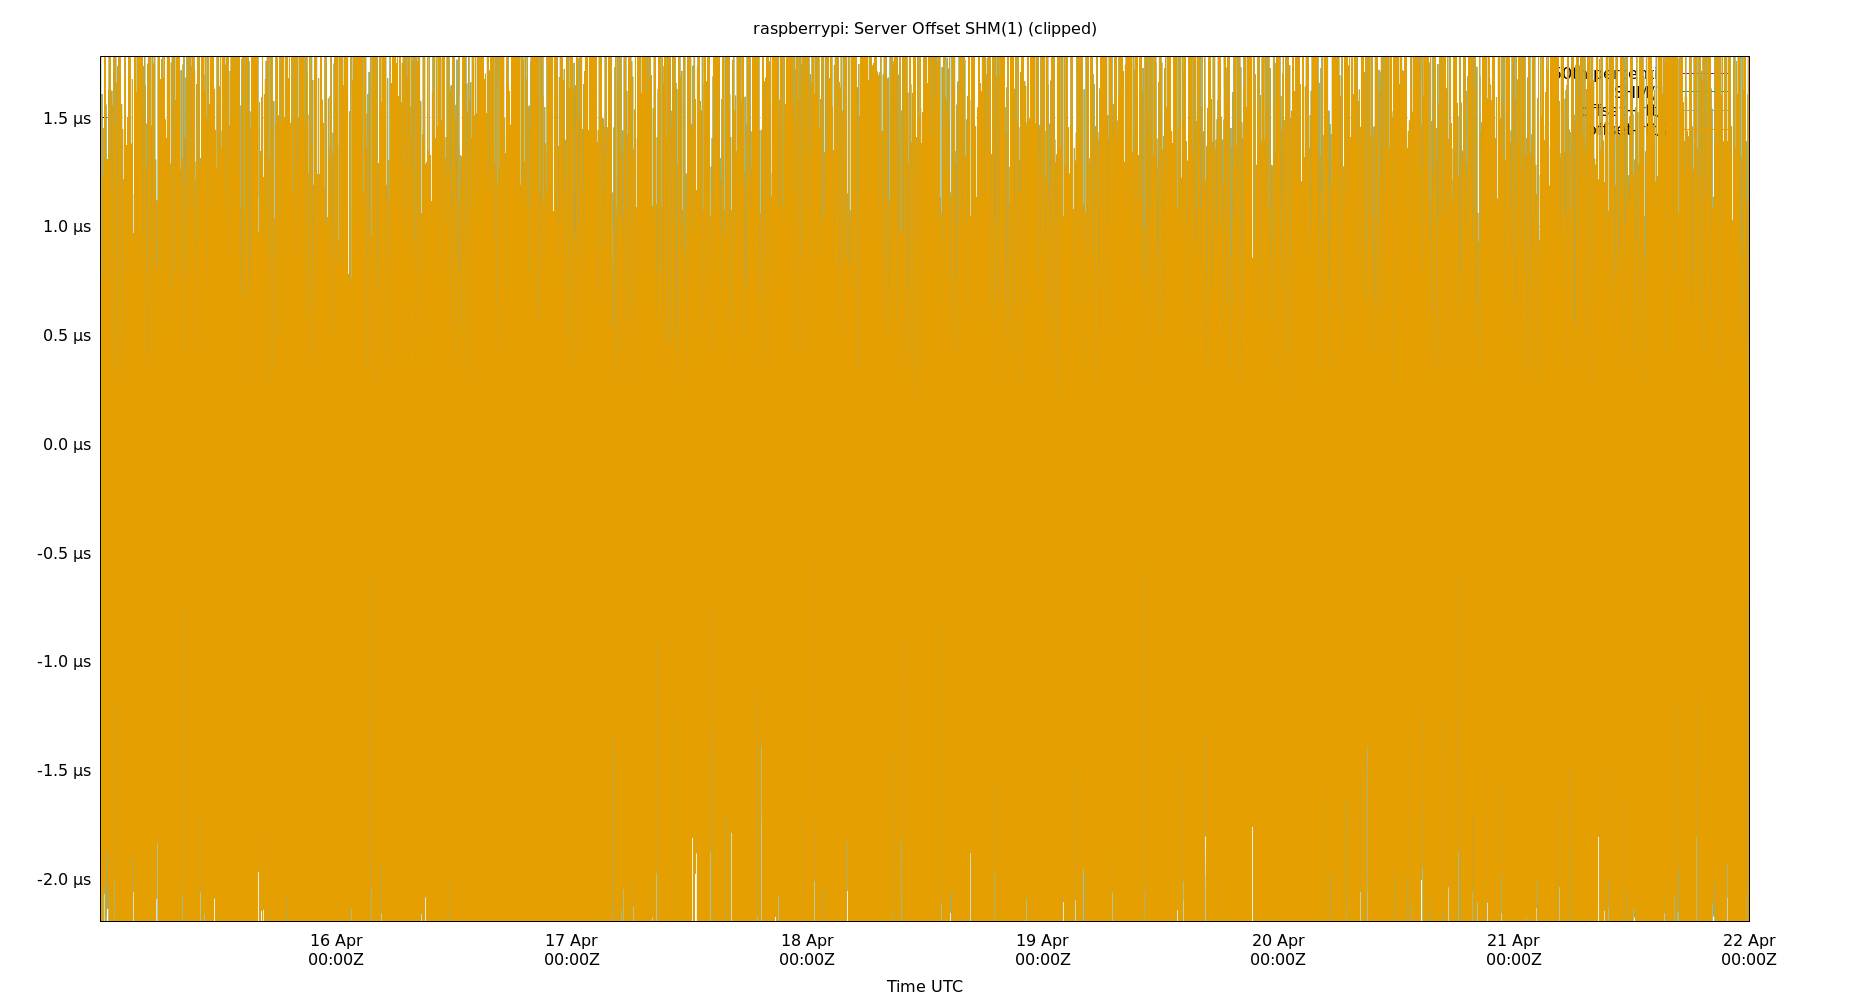 raspberrypi: Server Offset SHM(1) (clipped)
1.5 µs
1.0 µs
0.5 µs
0.0 µs
-0.5 µs
-1.0 µs
-1.5 µs
-2.0 µs
16 Apr 17 Apr 18 Apr 19 Apr 20 Apr 21 Apr 22 Apr
00:00Z 00:00Z 00:00Z 00:00Z 00:00Z 00:00Z 00:00Z
Time UTC